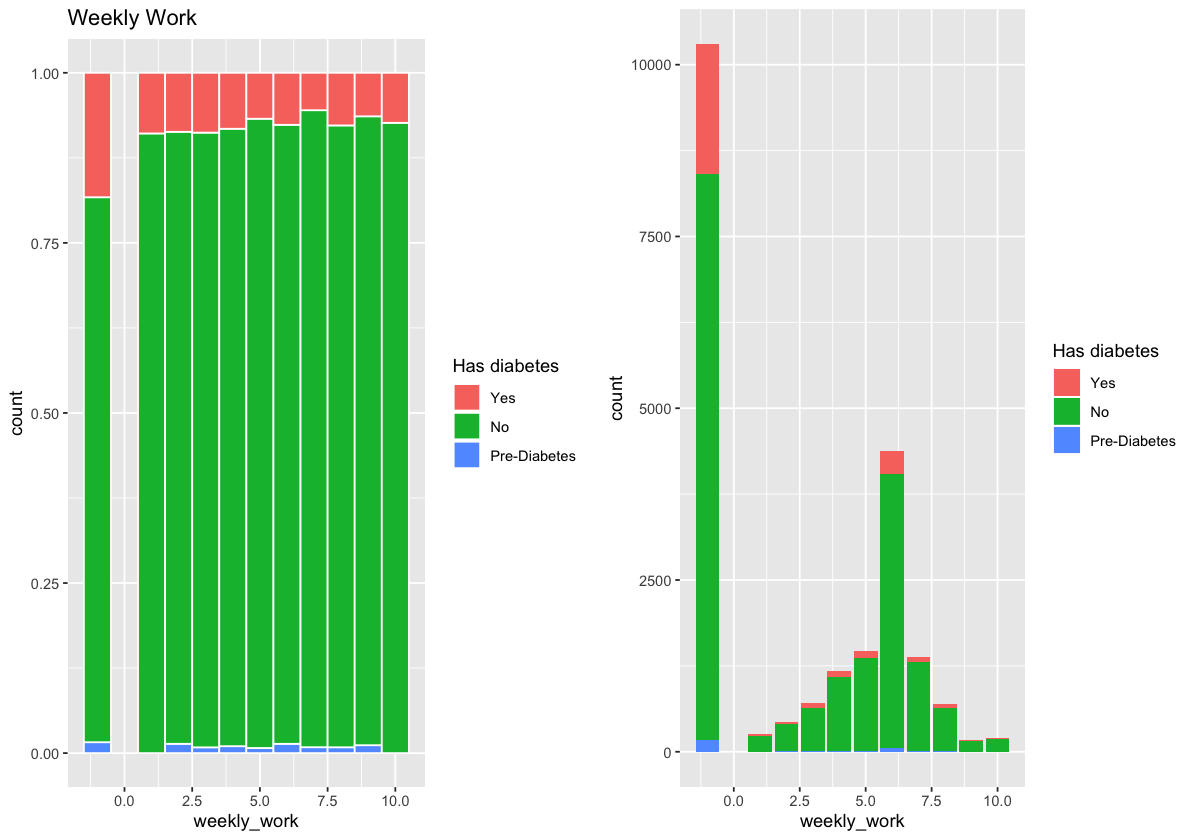 Weekly Work
1.00
0.75
0.50
0.25
0.00
count
0.0 2.5 5.0 7.5 10.0
weekly_work
Has diabetes
Yes
No
Pre-Diabetes
10000
7500
5000
2500
0
count
0.0 2.5 5.0 7.5 10.0
weekly_work
Has diabetes
Yes
No
Pre-Diabetes